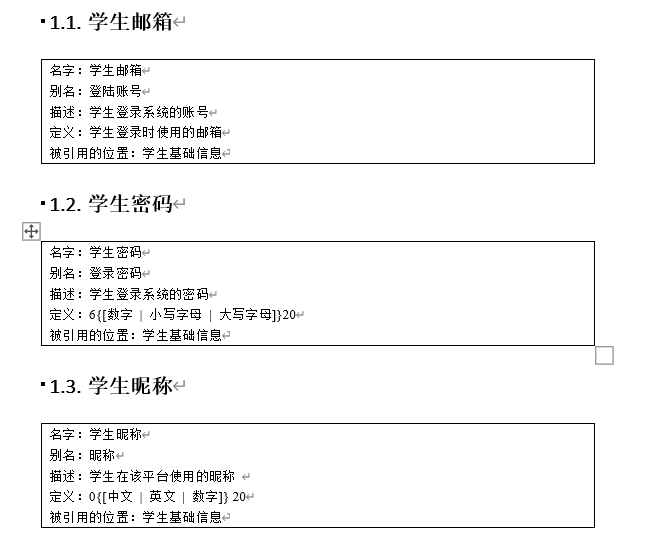 1.1. 学生邮箱
名字：学生邮箱
别名：登陆账号
描述：学生登录系统的账号
定义：学生登录时使用的邮箱
被引用的位置：学生基础信息
1.2. 学生密码
名字：学生密码
别名：登录密码
描述：学生登录系统的密码
定义：6{[数字 | 小写字母 | 大写字母]}20
被引用的位置：学生基础信息
1.3. 学生昵称
名字：学生昵称
别名：昵称
描述：学生在该平台使用的昵称
定义：0{[中文 | 英文 | 数字]} 20
被引用的位置：学生基础信息